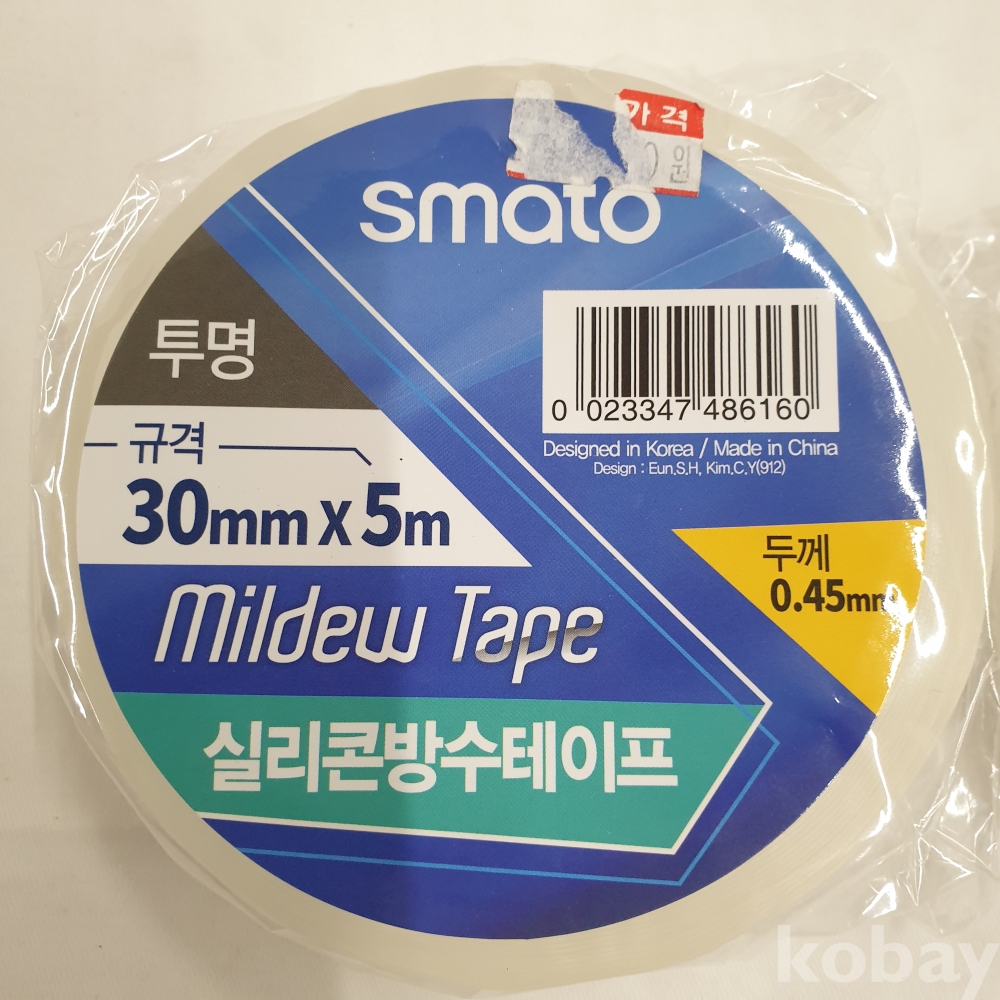 가격
0 원
smato
투명
0 023347 486160
규격
Designed in Korea / Made in China
Design : Eun.S.H, Kim.C.Y(912)
30mm X 5m
두께
0.45mm
Mildew Tape
실리콘방수테이프
kobay